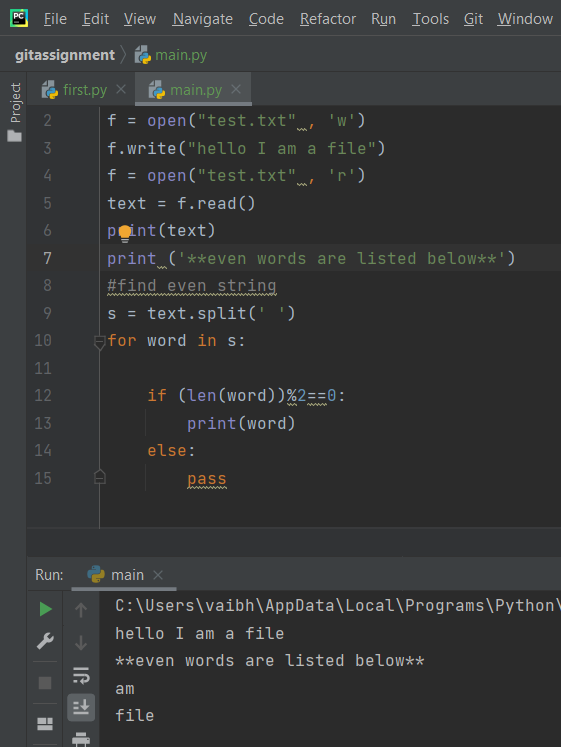 PC File Edit View Navigate Code Refactor Run Tools Git Window
gitassignment main.py
Project
first.py main.py
2 f = open("test.txt" , 'w')
3 f.write("hello I am a file")
4 f = open("test.txt" , 'r')
5 text = f.read()
6 print(text)
7 print ('**even words are listed below**')
8 #find even string
9 s = text.split(' ')
10 for word in s:
11
12 if (len(word))%2==0:
13 print(word)
14 else:
15 pass
Run: main
C:\Users\vaibh\AppData\Local\Programs\Python\
hello I am a file
**even words are listed below**
am
file